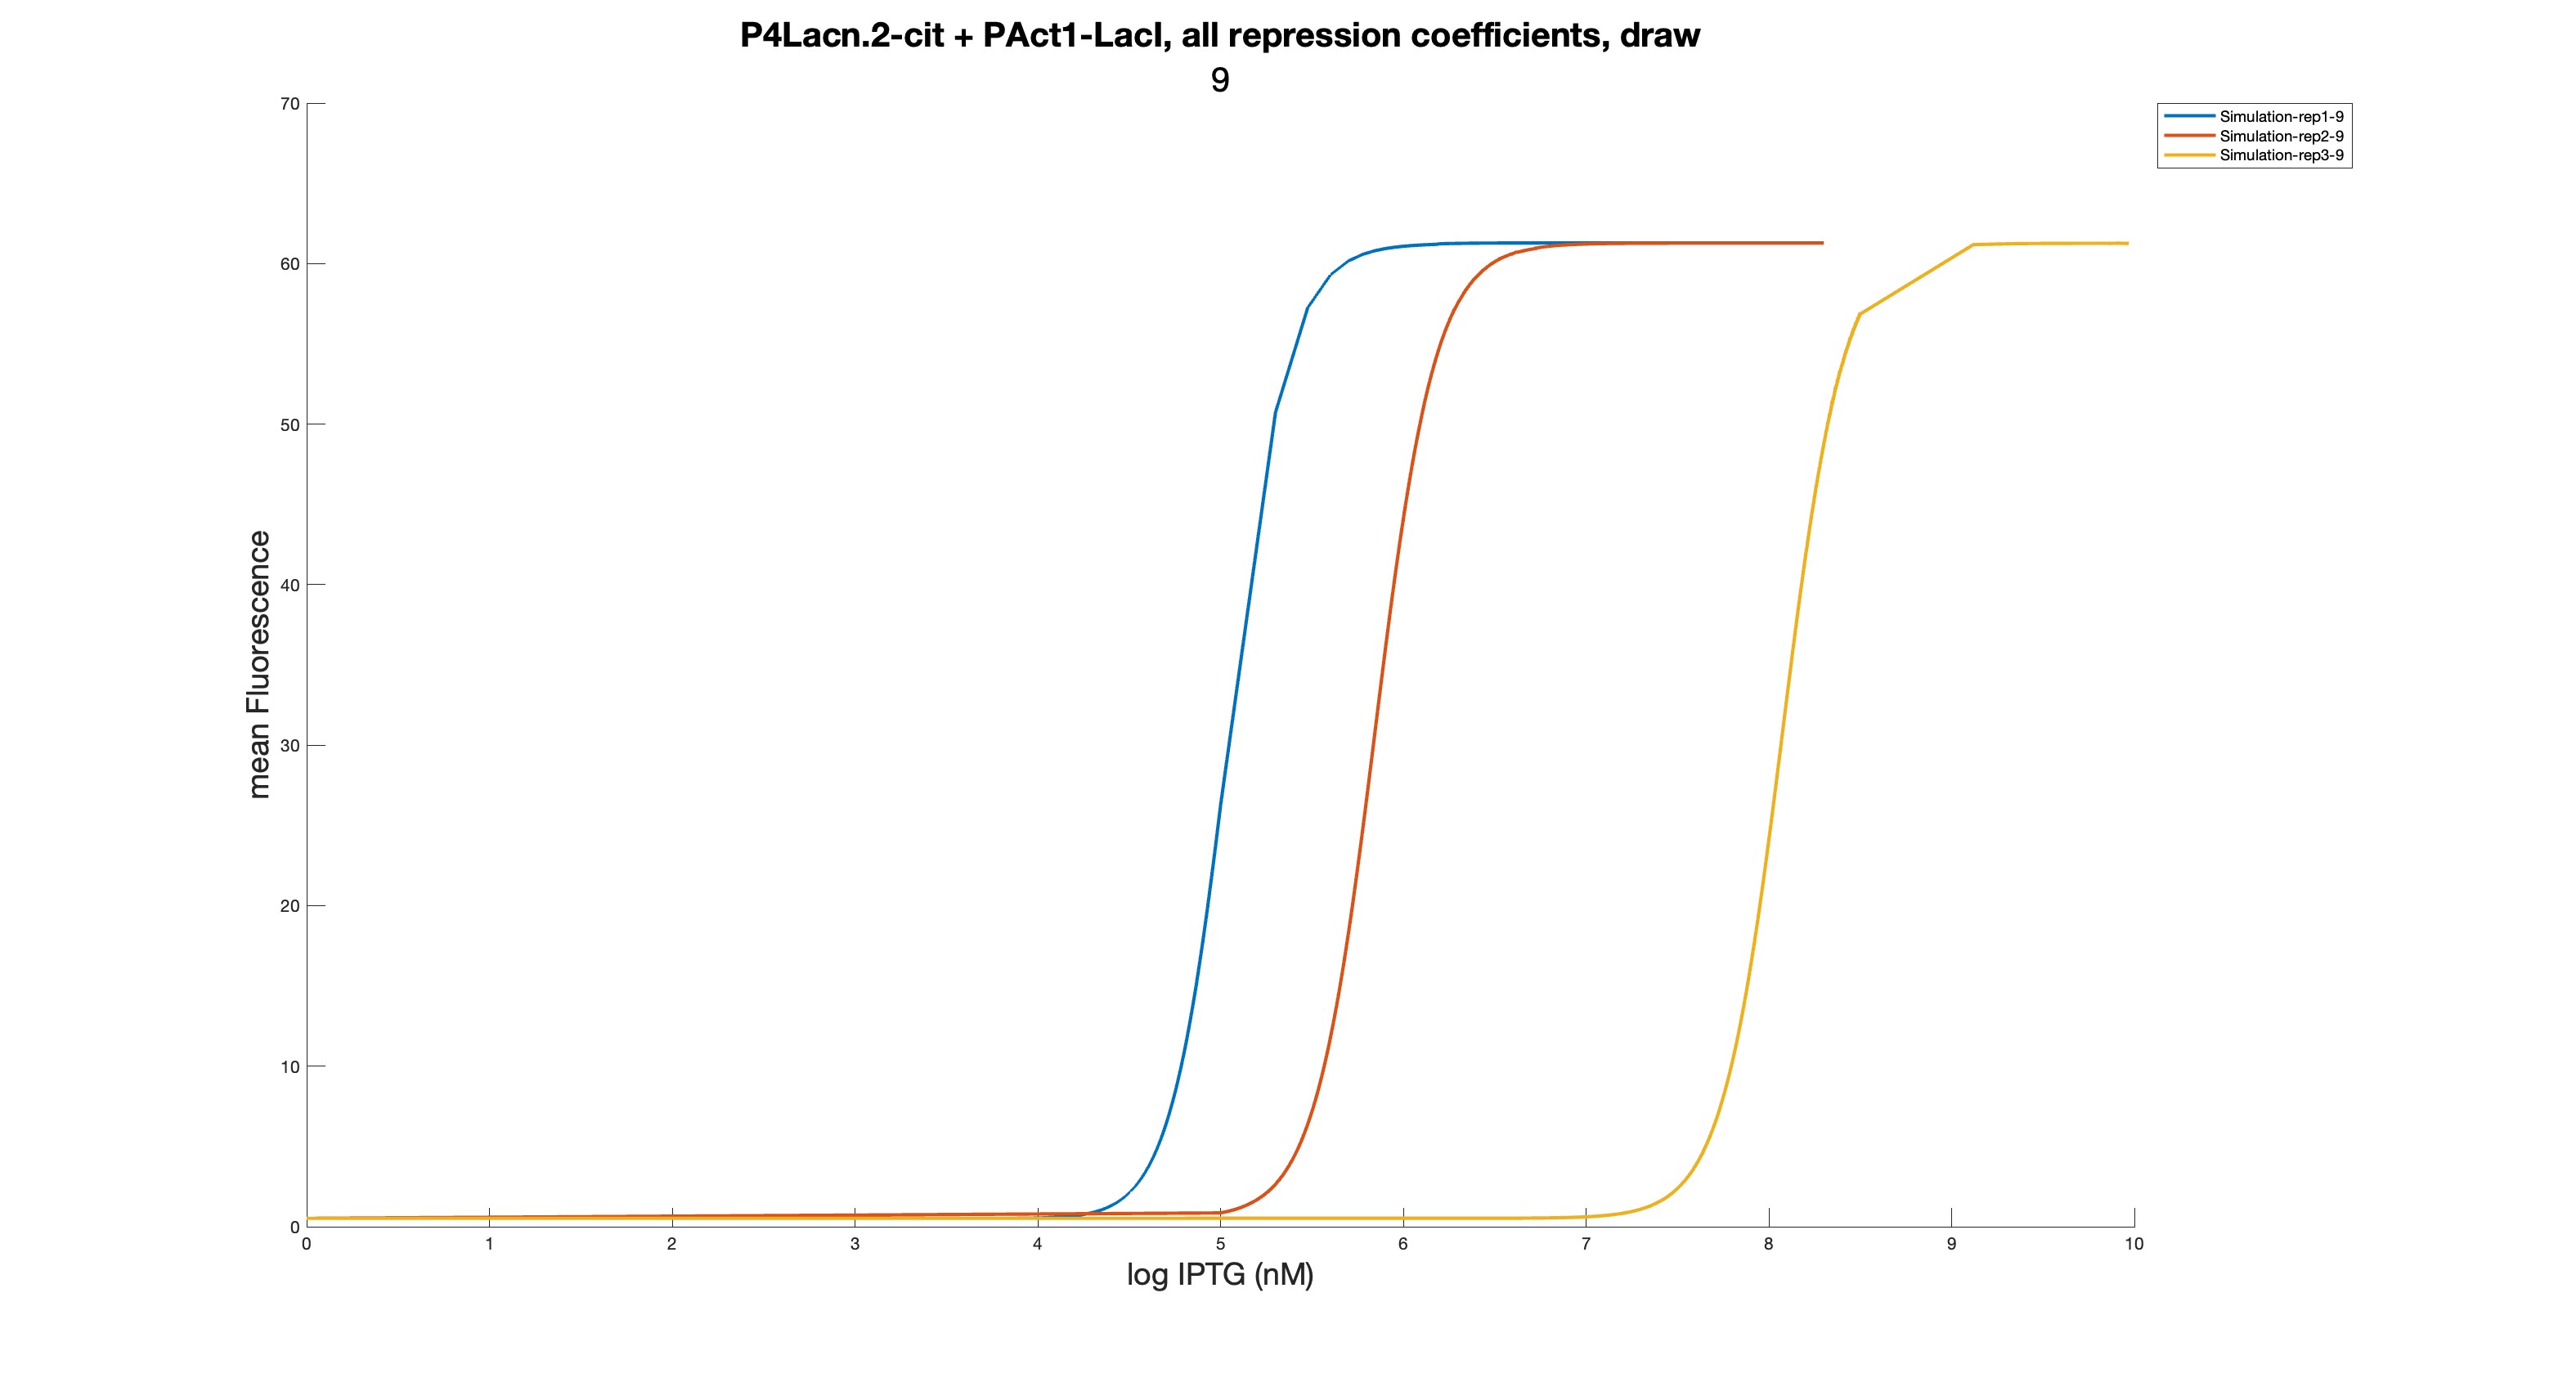 P4Lacn.2-cit + PAct1-LacI, all repression coefficients, draw
9
Simulation-rep1-9
Simulation-rep2-9
Simulation-rep3-9
mean Fluorescence
70
60
50
40
30
20
10
0
0 1 2 3 4 5 6 7 8 9 10
log IPTG (nM)